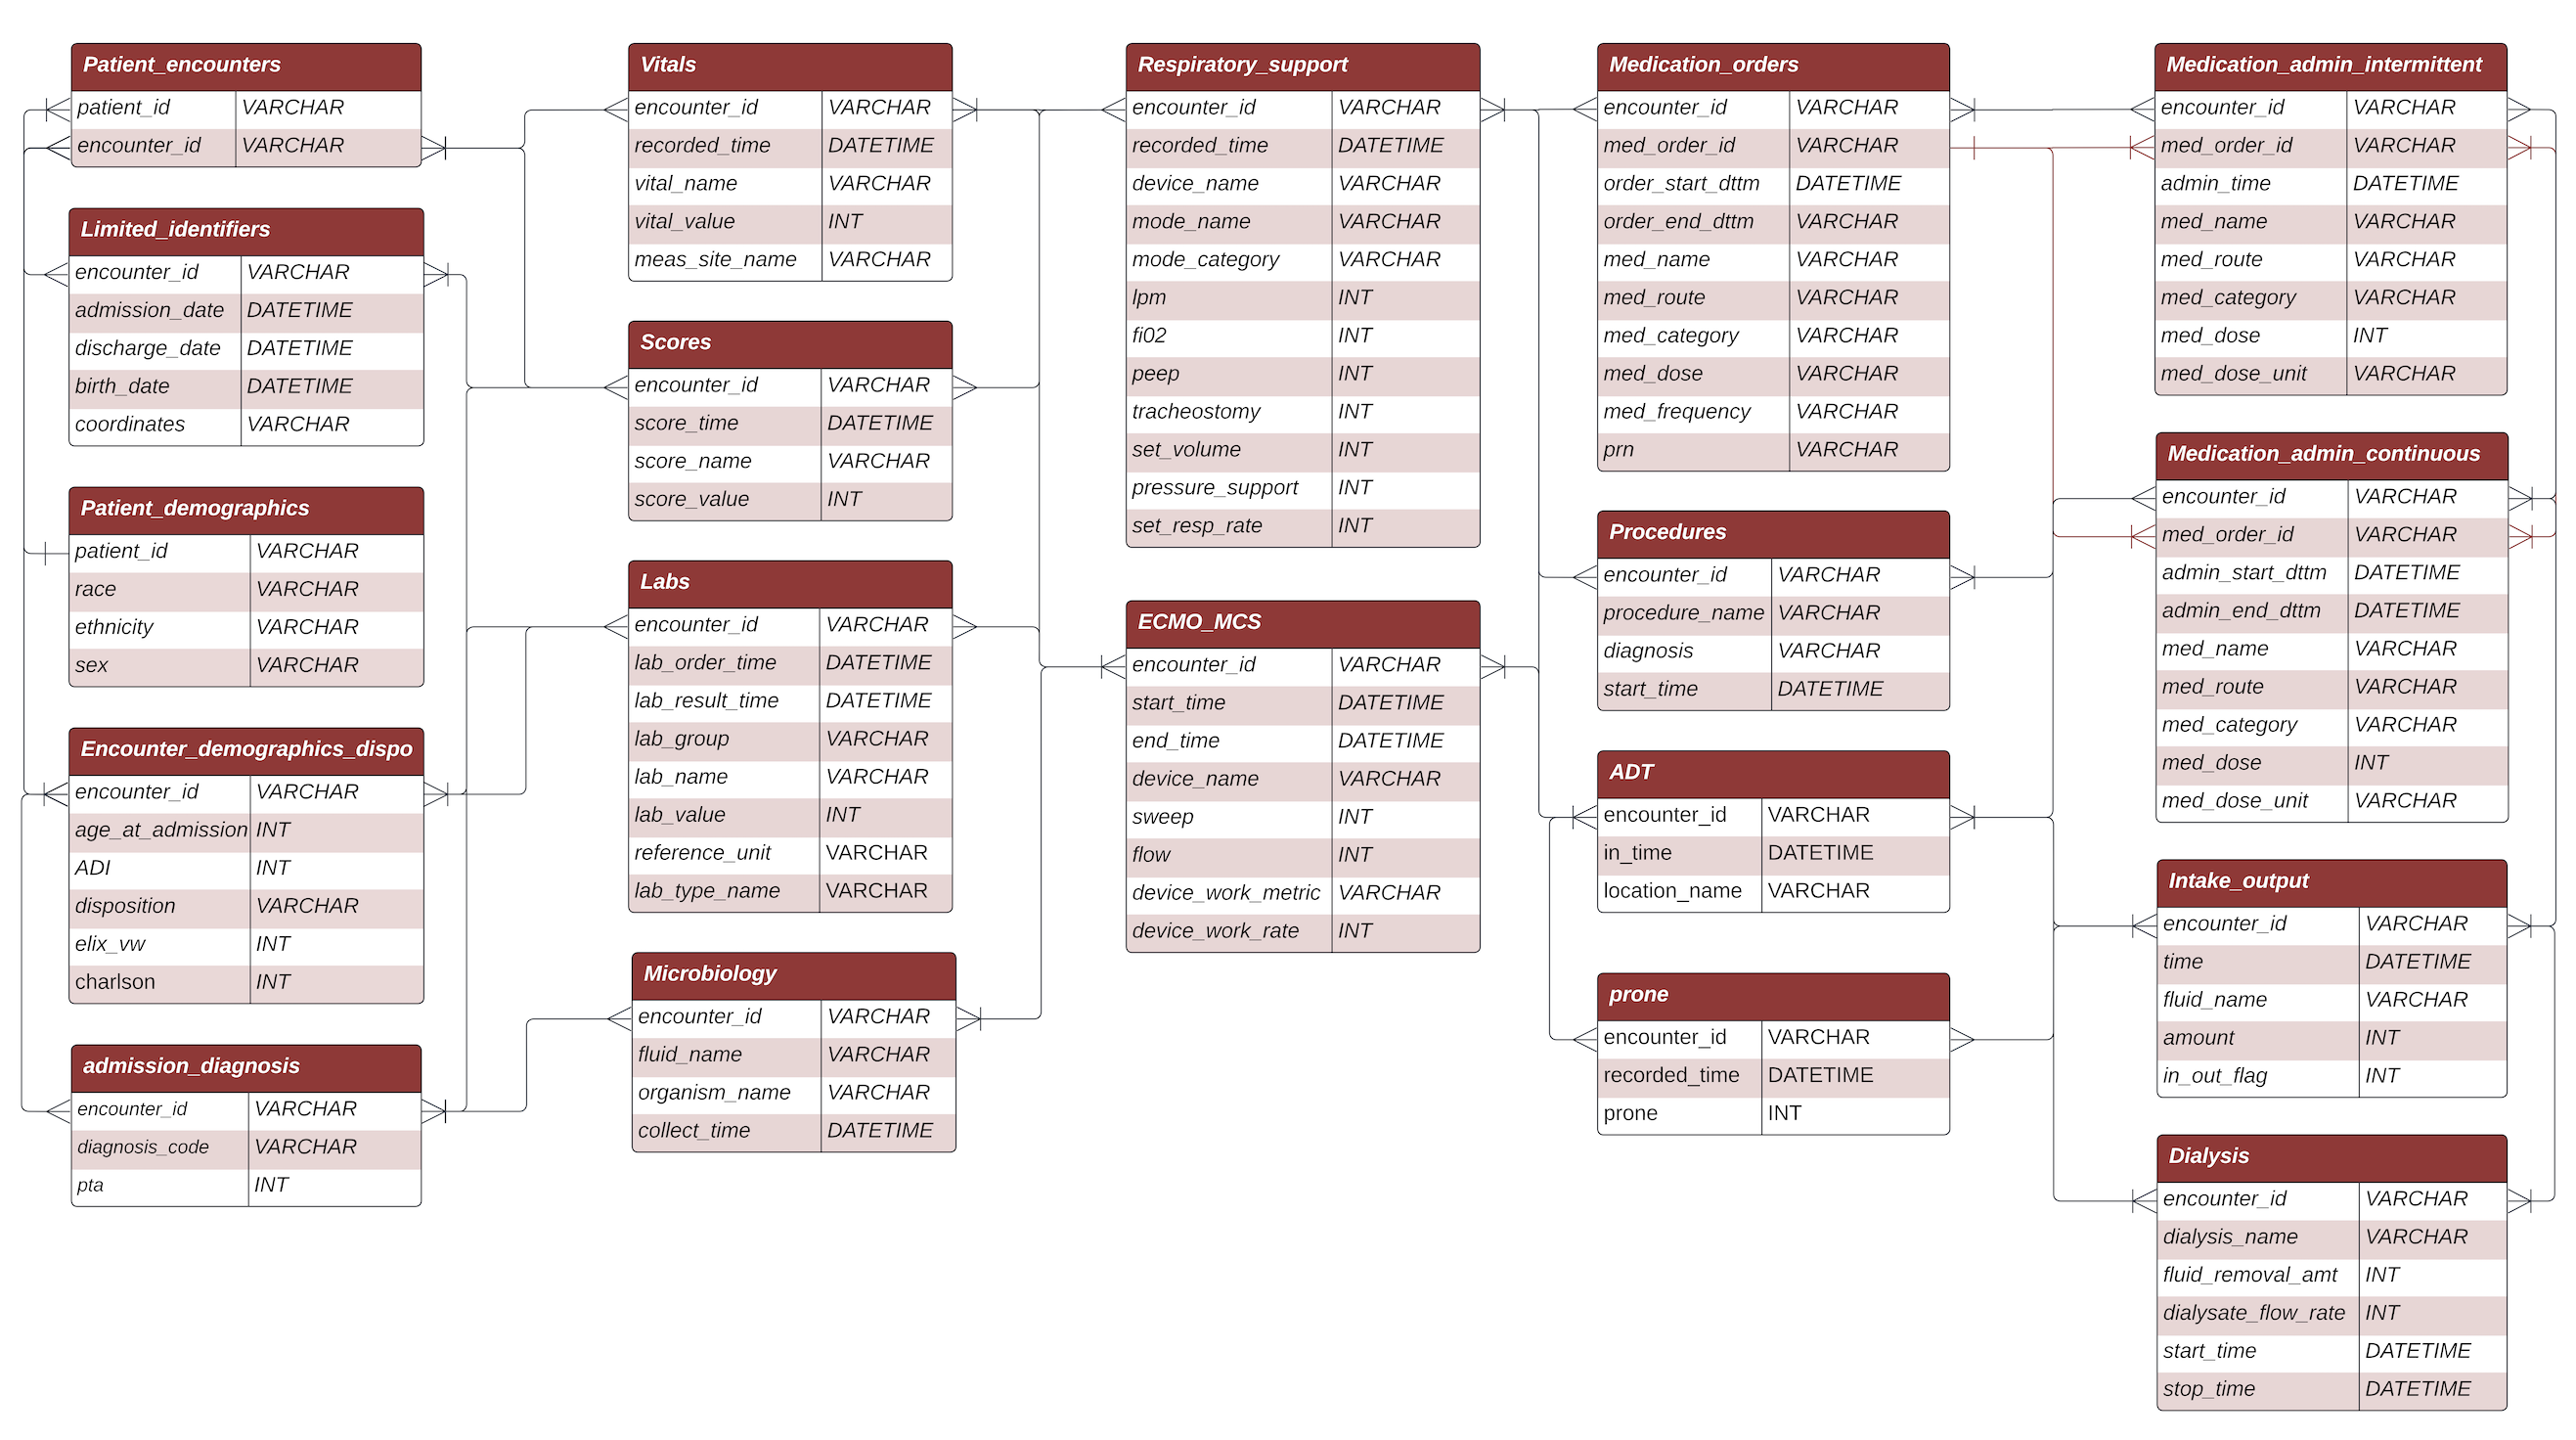 Patient_encounters
patient_id VARCHAR
encounter_id VARCHAR
Limited_identifiers
encounter_id VARCHAR
admission_date DATETIME
discharge_date DATETIME
birth_date DATETIME
coordinates VARCHAR
Patient_demographics
patient_id VARCHAR
race VARCHAR
ethnicity VARCHAR
sex VARCHAR
Encounter_demographics_dispo
encounter_id VARCHAR
age_at_admission INT
ADI INT
disposition VARCHAR
elix_vw INT
charlson INT
admission_diagnosis
encounter_id VARCHAR
diagnosis_code VARCHAR
pta INT
Vitals
encounter_id VARCHAR
recorded_time DATETIME
vital_name VARCHAR
vital_value INT
meas_site_name VARCHAR
Scores
encounter_id VARCHAR
score_time DATETIME
score_name VARCHAR
score_value INT
Labs
encounter_id VARCHAR
lab_order_time DATETIME
lab_result_time DATETIME
lab_group VARCHAR
lab_name VARCHAR
lab_value INT
reference_unit VARCHAR
lab_type_name VARCHAR
Microbiology
encounter_id VARCHAR
fluid_name VARCHAR
organism_name VARCHAR
collect_time DATETIME
Respiratory_support
encounter_id VARCHAR
recorded_time DATETIME
device_name VARCHAR
mode_name VARCHAR
mode_category VARCHAR
lpm INT
fi02 INT
peep INT
tracheostomy INT
set_volume INT
pressure_support INT
set_resp_rate INT
ECMO_MCS
encounter_id VARCHAR
start_time DATETIME
end_time DATETIME
device_name VARCHAR
sweep INT
flow INT
device_work_metric VARCHAR
device_work_rate INT
Medication_orders
encounter_id VARCHAR
med_order_id VARCHAR
order_start_dttm DATETIME
order_end_dttm VARCHAR
med_name VARCHAR
med_route VARCHAR
med_category VARCHAR
med_dose VARCHAR
med_frequency VARCHAR
prn VARCHAR
Procedures
encounter_id VARCHAR
procedure_name VARCHAR
diagnosis VARCHAR
start_time DATETIME
ADT
encounter_id VARCHAR
in_time DATETIME
location_name VARCHAR
prone
encounter_id VARCHAR
recorded_time DATETIME
prone INT
Medication_admin_intermittent
encounter_id VARCHAR
med_order_id VARCHAR
admin_time DATETIME
med_name VARCHAR
med_route VARCHAR
med_category VARCHAR
med_dose INT
med_dose_unit VARCHAR
Medication_admin_continuous
encounter_id VARCHAR
med_order_id VARCHAR
admin_start_dttm DATETIME
admin_end_dttm DATETIME
med_name VARCHAR
med_route VARCHAR
med_category VARCHAR
med_dose INT
med_dose_unit VARCHAR
Intake_output
encounter_id VARCHAR
time DATETIME
fluid_name VARCHAR
amount INT
in_out_flag INT
Dialysis
encounter_id VARCHAR
dialysis_name VARCHAR
fluid_removal_amt INT
dialysate_flow_rate INT
start_time DATETIME
stop_time DATETIME